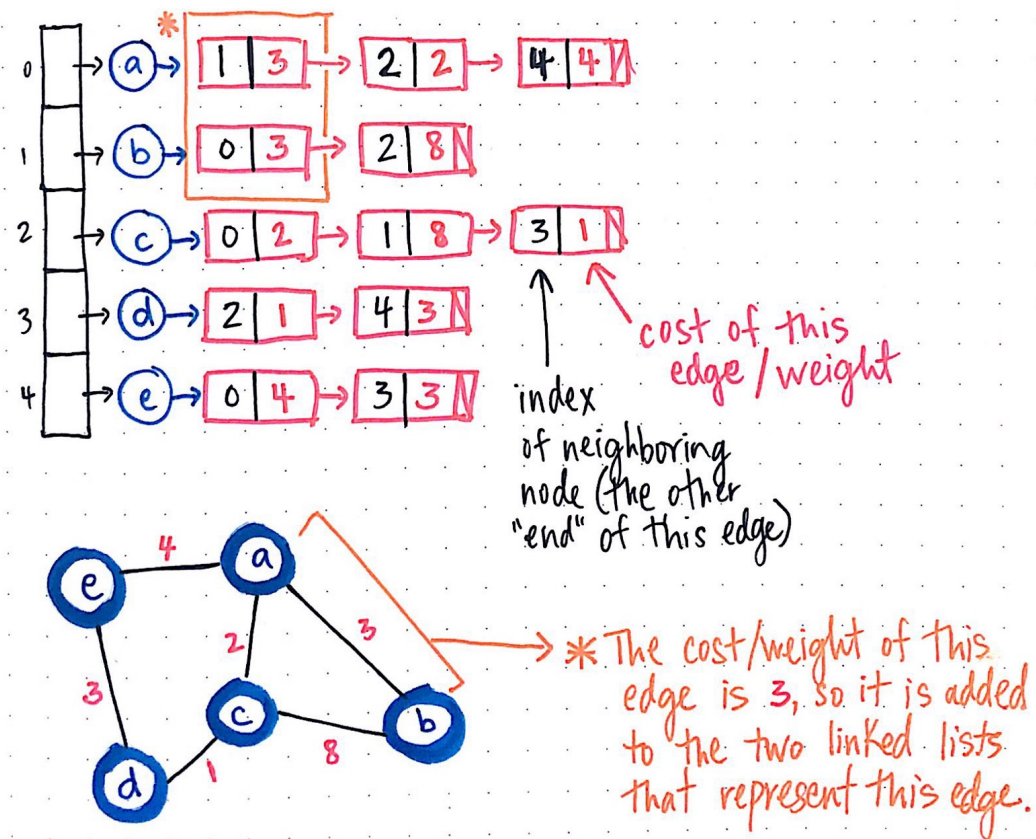 *
0 a 1 3 2 2 4 4
1 b 0 3 2 8
2 c 0 2 1 8 3 1
3 d 2 1 4 3
4 e 0 4 3 3
cost of this
edge/weight
index
of neighboring
node (the other
"end" of this edge)
e 4 a
3 2 3
c b
d 1 8
* The cost/weight of this
edge is 3, so it is added
to the two linked lists
that represent this edge.